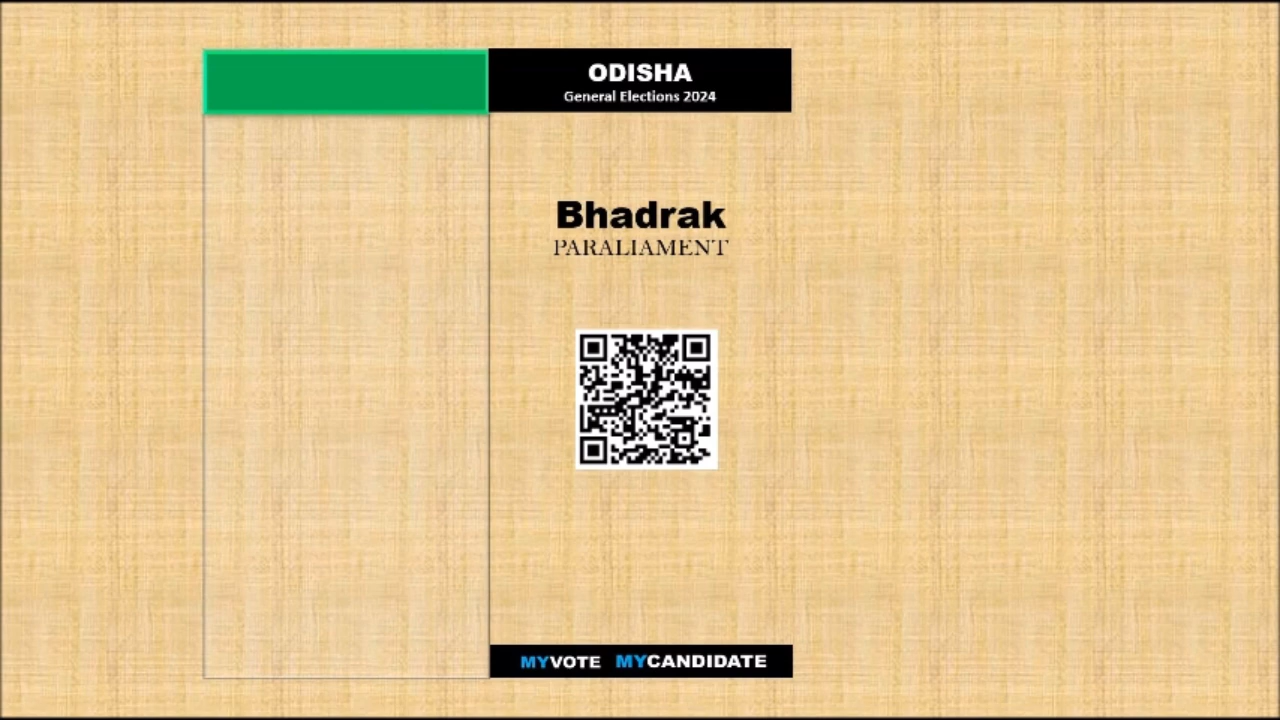 ODISHA
General Elections 2024
Bhadrak
PARALIAMENT
MYVOTE MYCANDIDATE